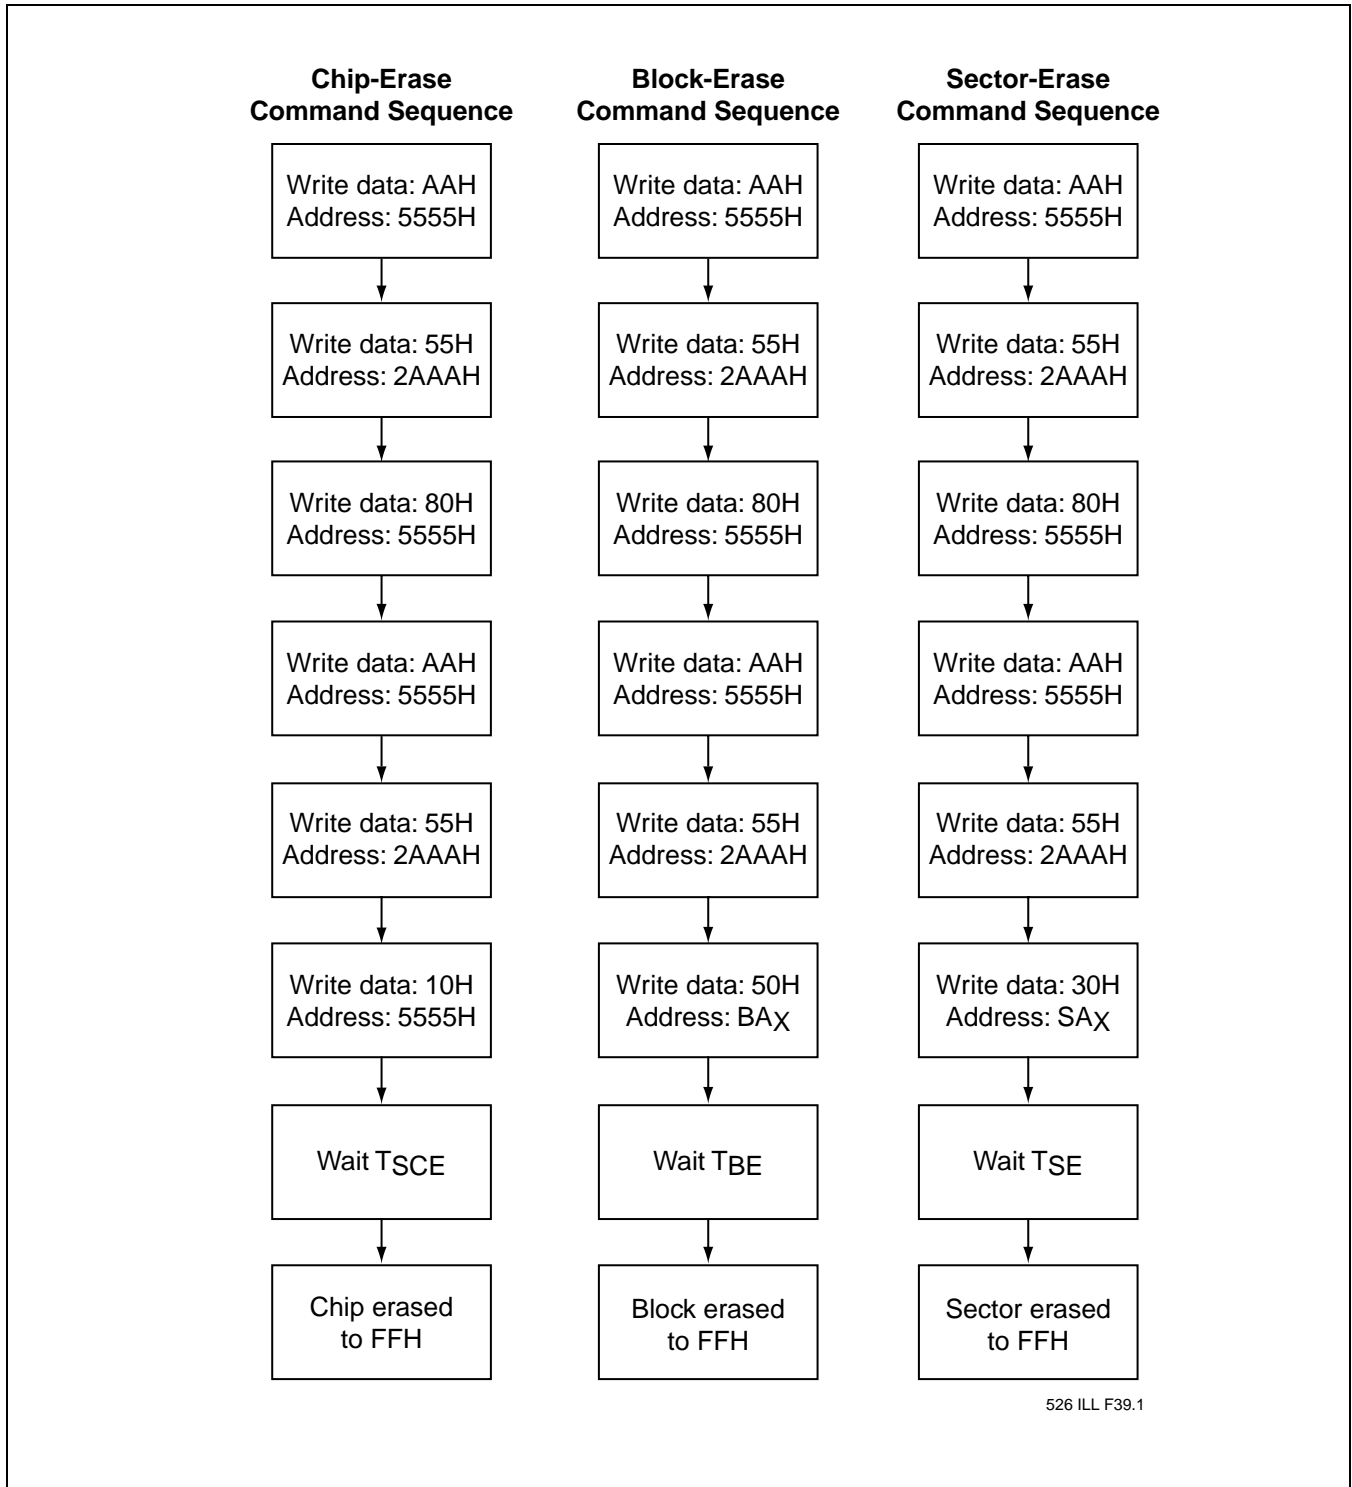 Chip-Erase
Command Sequence
Write data: AAH
Address: 5555H
Write data: 55H
Address: 2AAAH
Write data: 80H
Address: 5555H
Write data: AAH
Address: 5555H
Write data: 55H
Address: 2AAAH
Write data: 10H
Address: 5555H
Wait TSCE
Chip erased
to FFH
Block-Erase
Command Sequence
Write data: AAH
Address: 5555H
Write data: 55H
Address: 2AAAH
Write data: 80H
Address: 5555H
Write data: AAH
Address: 5555H
Write data: 55H
Address: 2AAAH
Write data: 50H
Address: BAX
Wait TBE
Block erased
to FFH
Sector-Erase
Command Sequence
Write data: AAH
Address: 5555H
Write data: 55H
Address: 2AAAH
Write data: 80H
Address: 5555H
Write data: AAH
Address: 5555H
Write data: 55H
Address: 2AAAH
Write data: 30H
Address: SAX
Wait TSE
Sector erased
to FFH
526 ILL F39.1